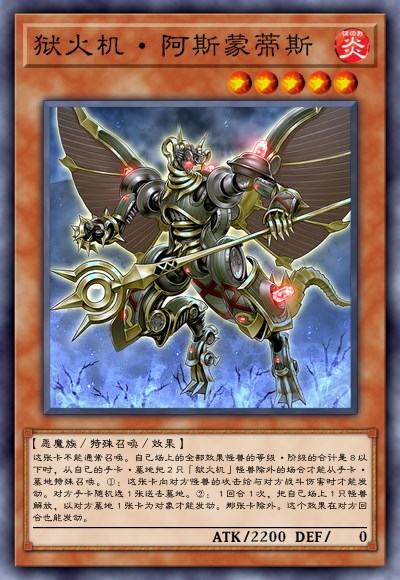 狱火机·阿斯蒙蒂斯
炎
ほのお
【恶魔族/特殊召唤/效果】
这张卡不能通常召唤。自己场上的全部效果怪兽的等级·阶级的合计是8以
下时,从自己的手卡·墓地把2只「狱火机」怪兽除外的场合才能从手卡·
墓地特殊召唤。①:这张卡向对方怪兽的攻击给与对方战斗伤害时才能发
动。对方手卡随机选1张送去墓地。②:1回合1次,把自己场上1只怪兽
解放,以对方墓地1张卡为对象才能发动。那张卡除外。这个效果在对方回
合也能发动。
ATK/2200 DEF/ 0